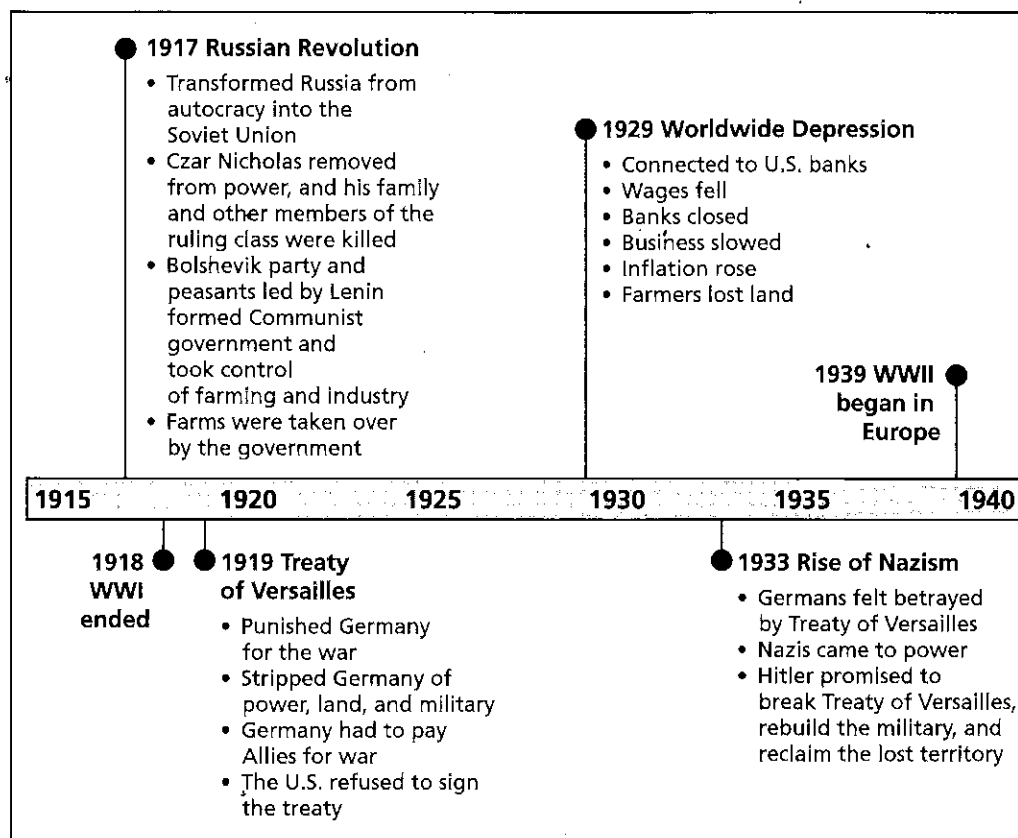 1917 Russian Revolution
• Transformed Russia from
autocracy into the
Soviet Union
• Czar Nicholas removed
from power, and his family
and other members of the
ruling class were killed
• Bolshevik party and
peasants led by Lenin
formed Communist
government and
took control
of farming and industry
• Farms were taken over
by the government
1929 Worldwide Depression
• Connected to U.S. banks
• Wages fell
• Banks closed
• Business slowed
• Inflation rose
• Farmers lost land
1939 WWII
began in
Europe
1915 1920 1925 1930 1935 1940
1918
WWI
ended
1919 Treaty
of Versailles
• Punished Germany
for the war
• Stripped Germany of
power, land, and military
• Germany had to pay
Allies for war
• The U.S. refused to sign
the treaty
1933 Rise of Nazism
• Germans felt betrayed
by Treaty of Versailles
• Nazis came to power
• Hitler promised to
break Treaty of Versailles,
rebuild the military, and
reclaim the lost territory